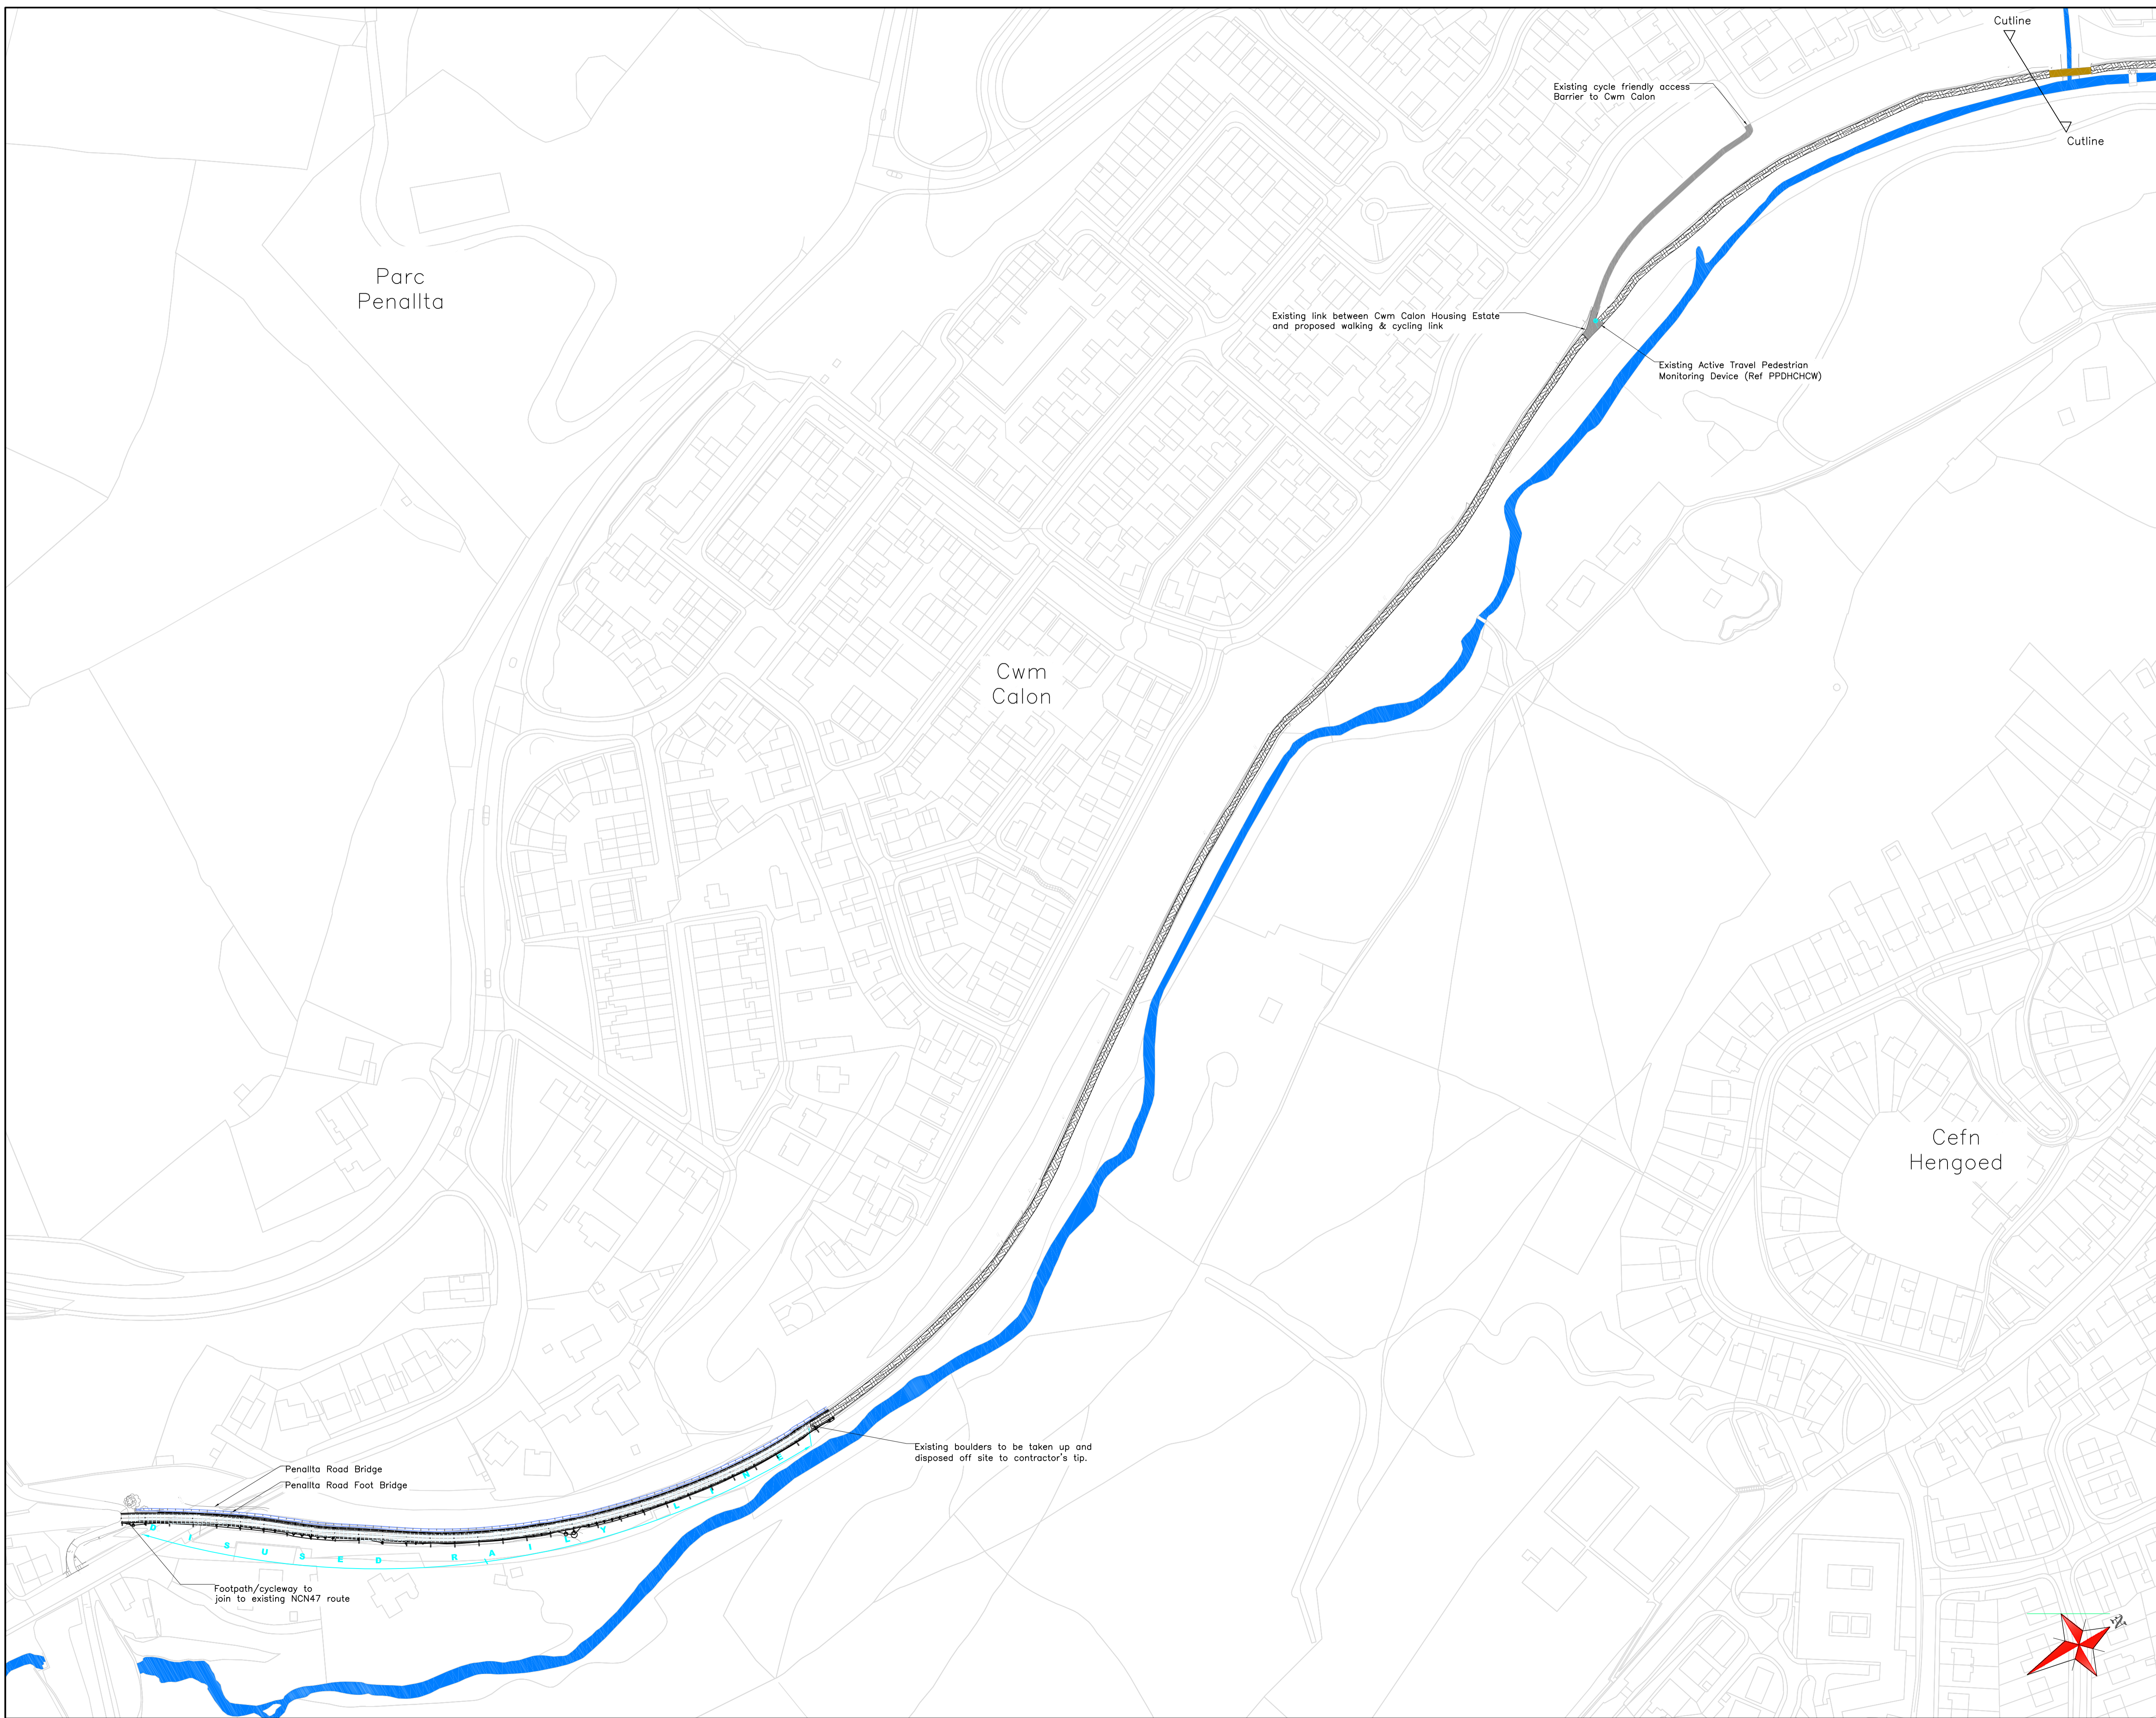 Cutline
Existing cycle friendly access
Barrier to Cwm Calon
Cutline
Parc
Penallta
Existing link between Cwm Calon Housing Estate
and proposed walking & cycling link
Existing Active Travel Pedestrian
Monitoring Device (Ref PPDHCHCW)
Cwm
Calon
Cefn
Hengoed
Existing boulders to be taken up and
disposed off site to contractor's tip.
Penallta Road Bridge
Penallta Road Foot Bridge
DISUSED RAILY LINE
Footpath/cycleway to
join to existing NCN47 route
N